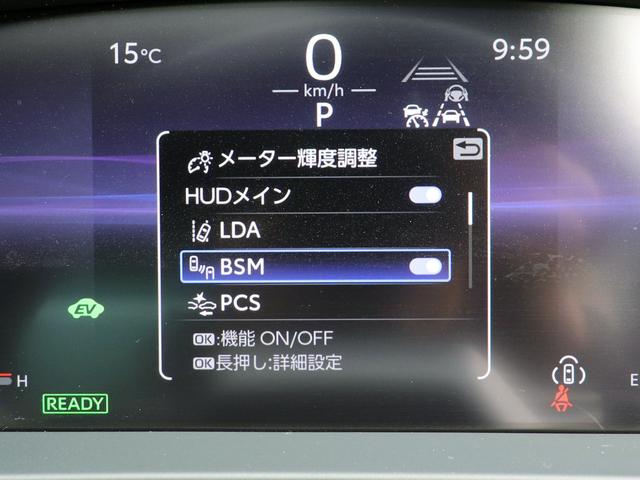 15℃
0
9:59
km/h
P
メーター輝度調整
HUDメイン
LDA
BSM
PCS
OK:機能 ON/OFF
OK長押し:詳細設定
EV
H
E
READY